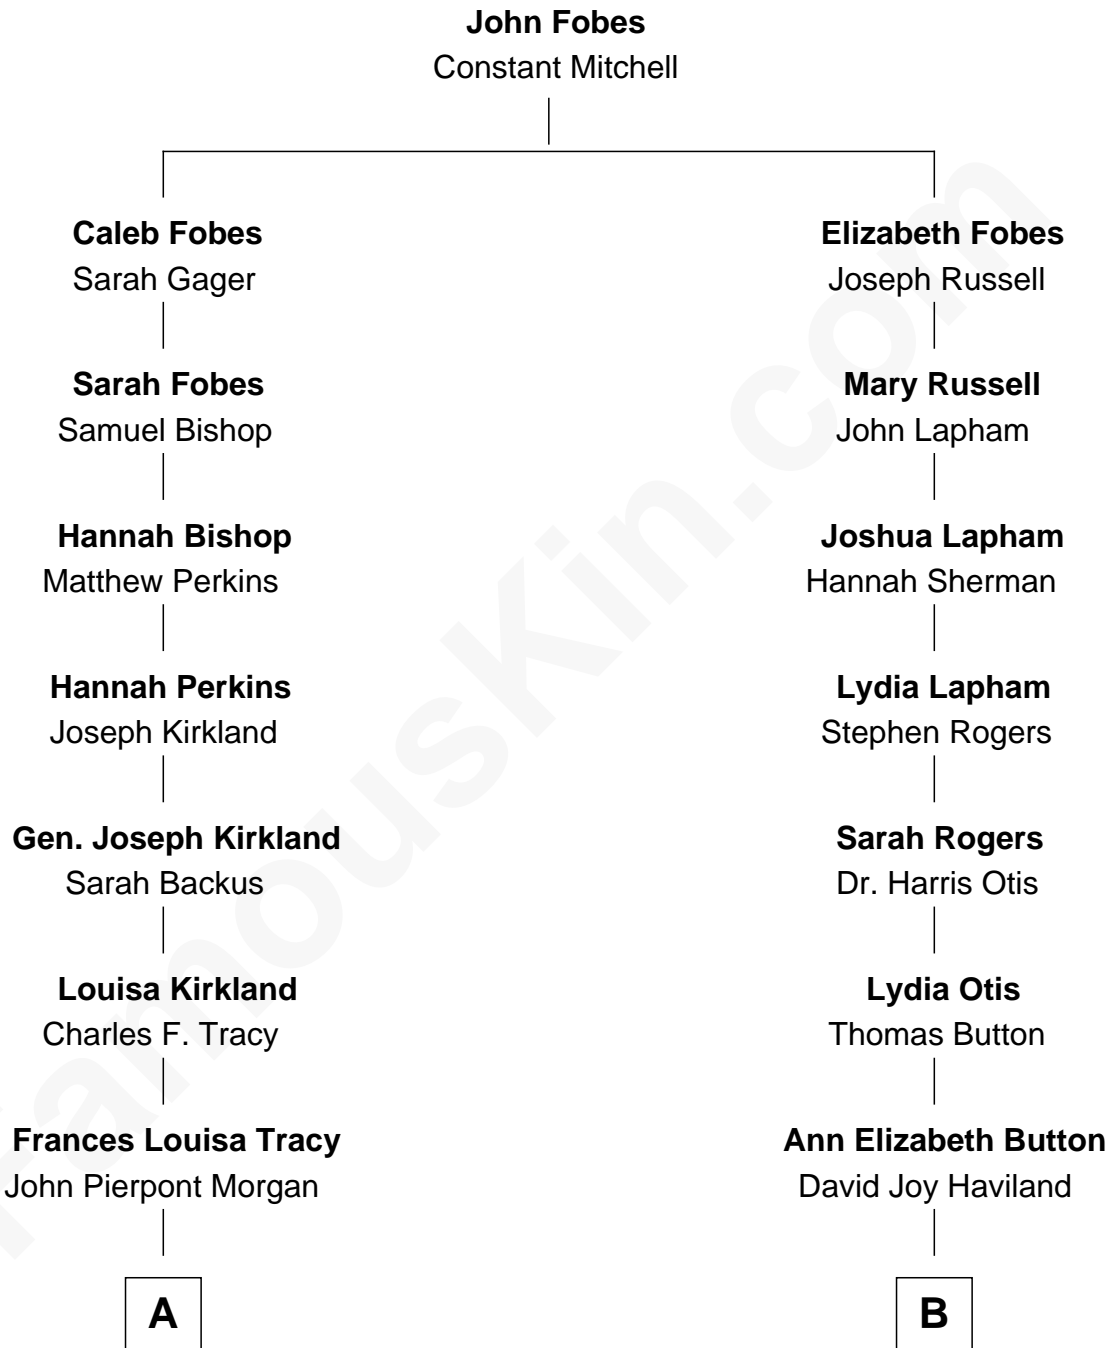 John Fobes
Constant Mitchell
Caleb Fobes
Sarah Gager
Elizabeth Fobes
Joseph Russell
Sarah Fobes
Samuel Bishop
Mary Russell
John Lapham
Hannah Bishop
Matthew Perkins
Joshua Lapham
Hannah Sherman
Hannah Perkins
Joseph Kirkland
Lydia Lapham
Stephen Rogers
Gen. Joseph Kirkland
Sarah Backus
Sarah Rogers
Dr. Harris Otis
Louisa Kirkland
Charles F. Tracy
Lydia Otis
Thomas Button
Frances Louisa Tracy
John Pierpont Morgan
Ann Elizabeth Button
David Joy Haviland
A
B
FamousKin.com